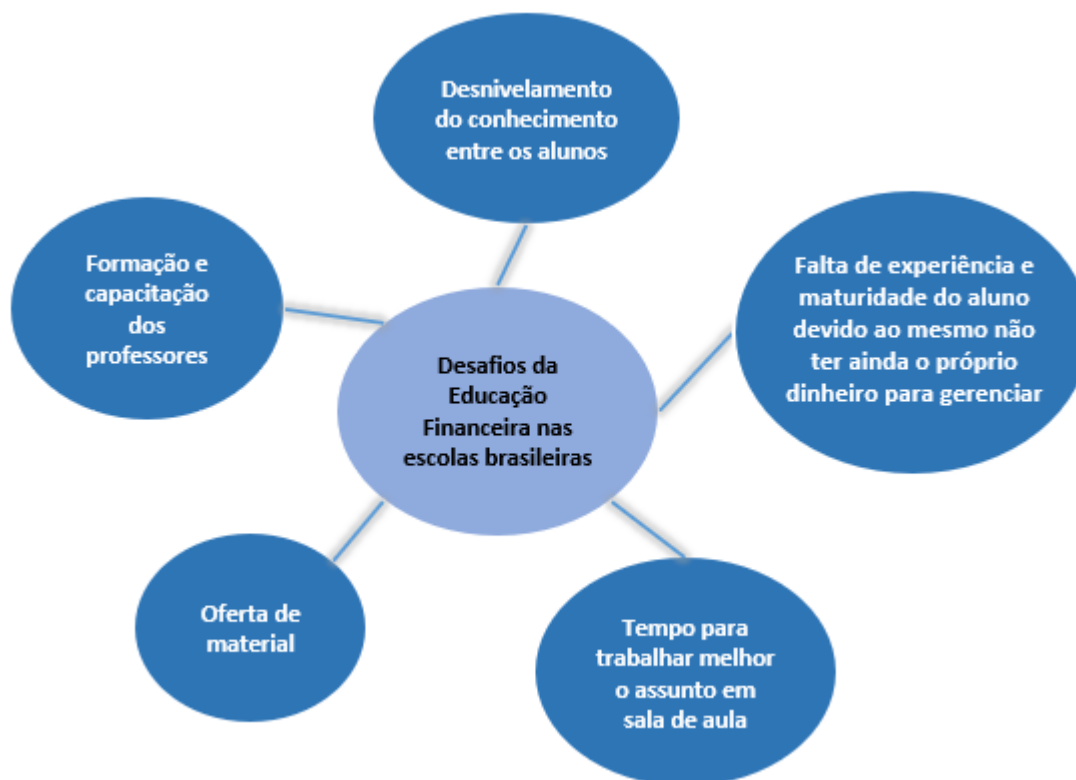 Desnivelamento
do conhecimento
entre os alunos
Formação e
capacitação
dos
professores
Falta de experiência e
maturidade do aluno
devido ao mesmo não
ter ainda o próprio
dinheiro para gerenciar
Desafios da
Educação
Financeira nas
escolas brasileiras
Oferta de
material
Tempo para
trabalhar melhor
o assunto em
sala de aula